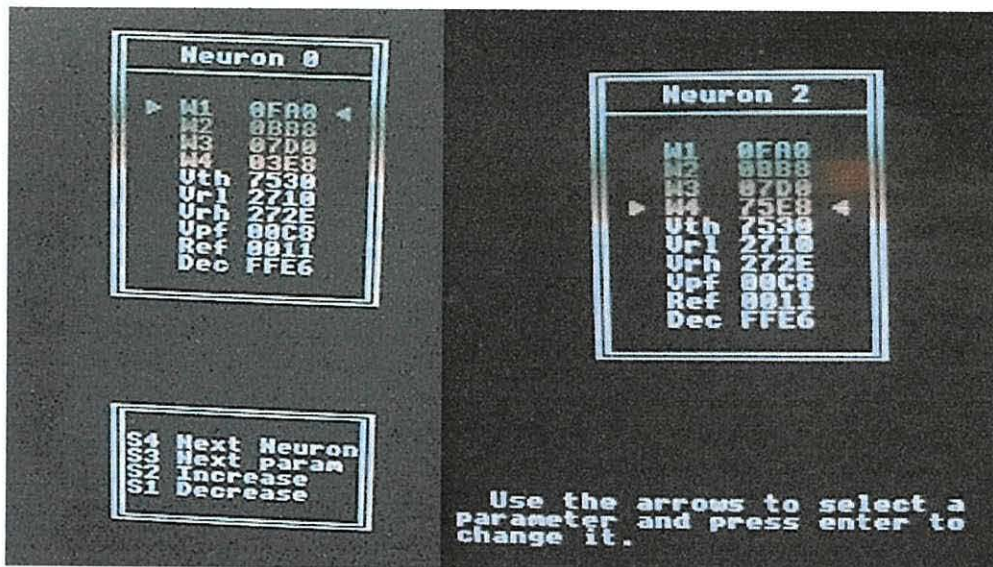 Neuron 0
W1 0FA0
W2 0BB8
W3 07D0
W4 03E8
Vth 7530
Vrl 2710
Vrh 272E
Vpf 00C8
Ref 0011
Dec FFE6
S4 Next Neuron
S3 Next param
S2 Increase
S1 Decrease
Neuron 2
W1 0FA0
W2 0BB8
W3 07D0
W4 75E8
Vth 7530
Vrl 2710
Vrh 272E
Vpf 00C8
Ref 0011
Dec FFE6
Use the arrows to select a
parameter and press enter to
change it.